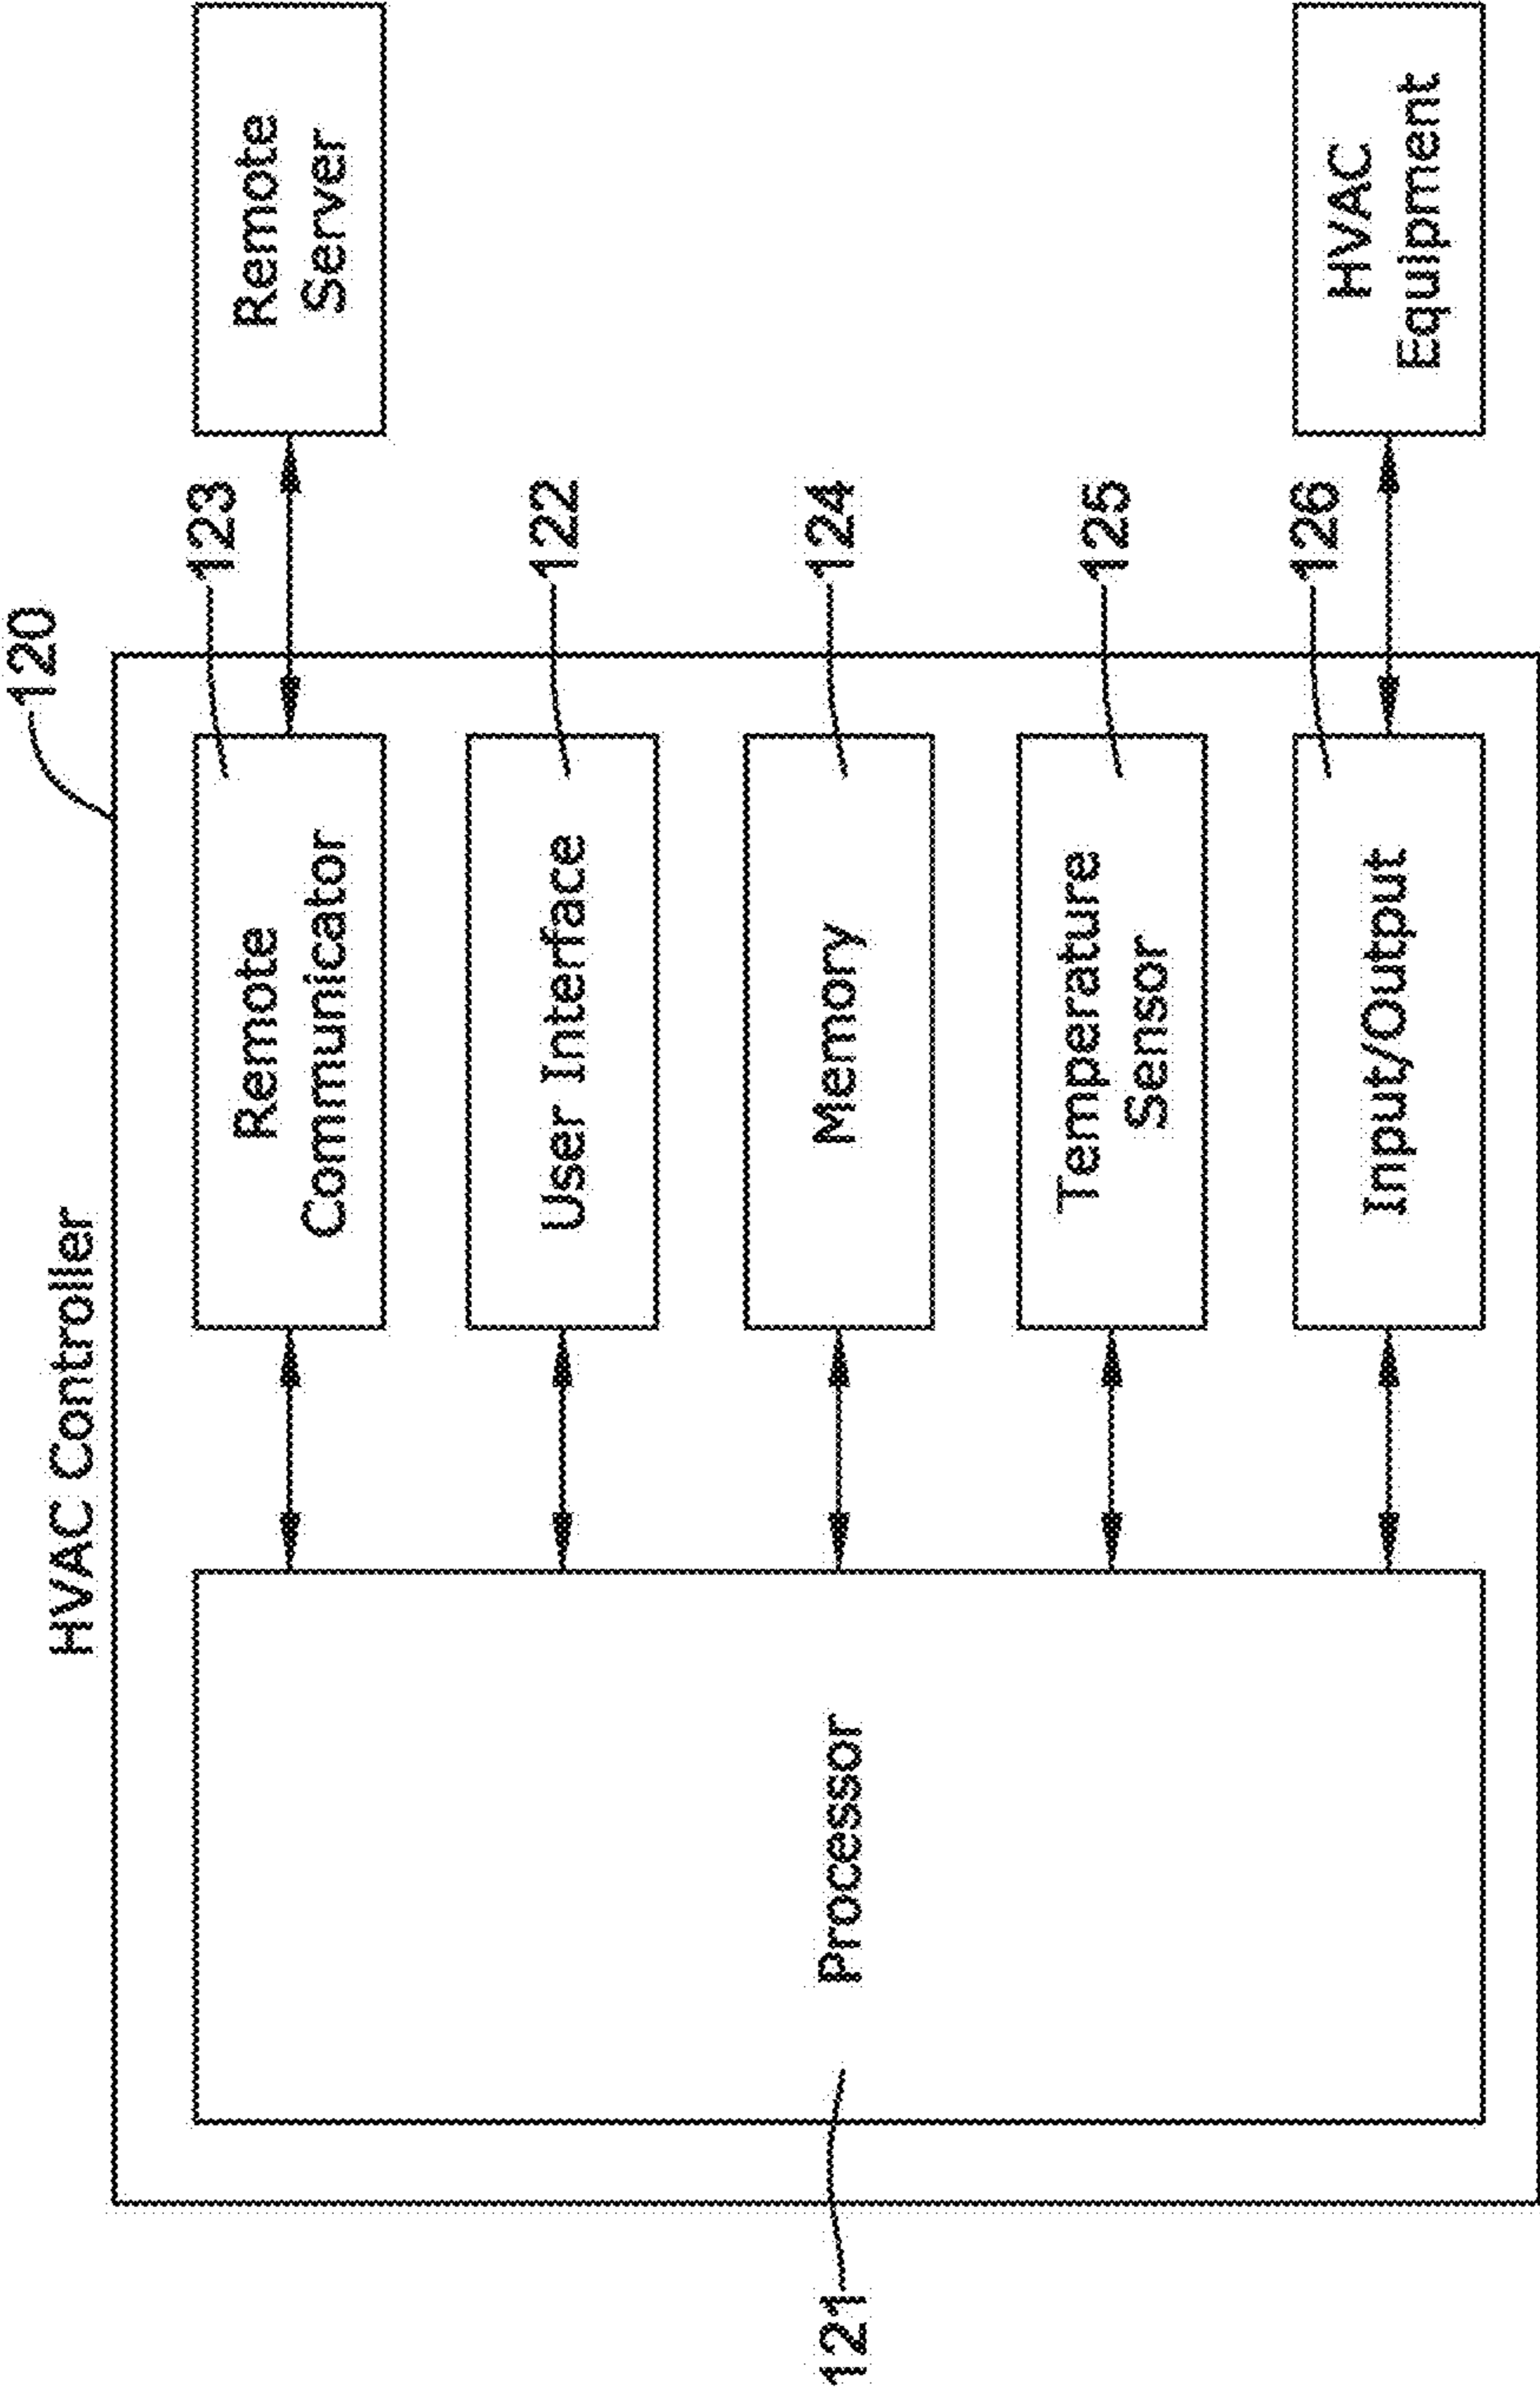 HVAC Controller
120
Remote
Communicator
123
Remote
Server
User Interface
122
121
Processor
Memory
124
Temperature
Sensor
125
Input/Output
126
HVAC
Equipment